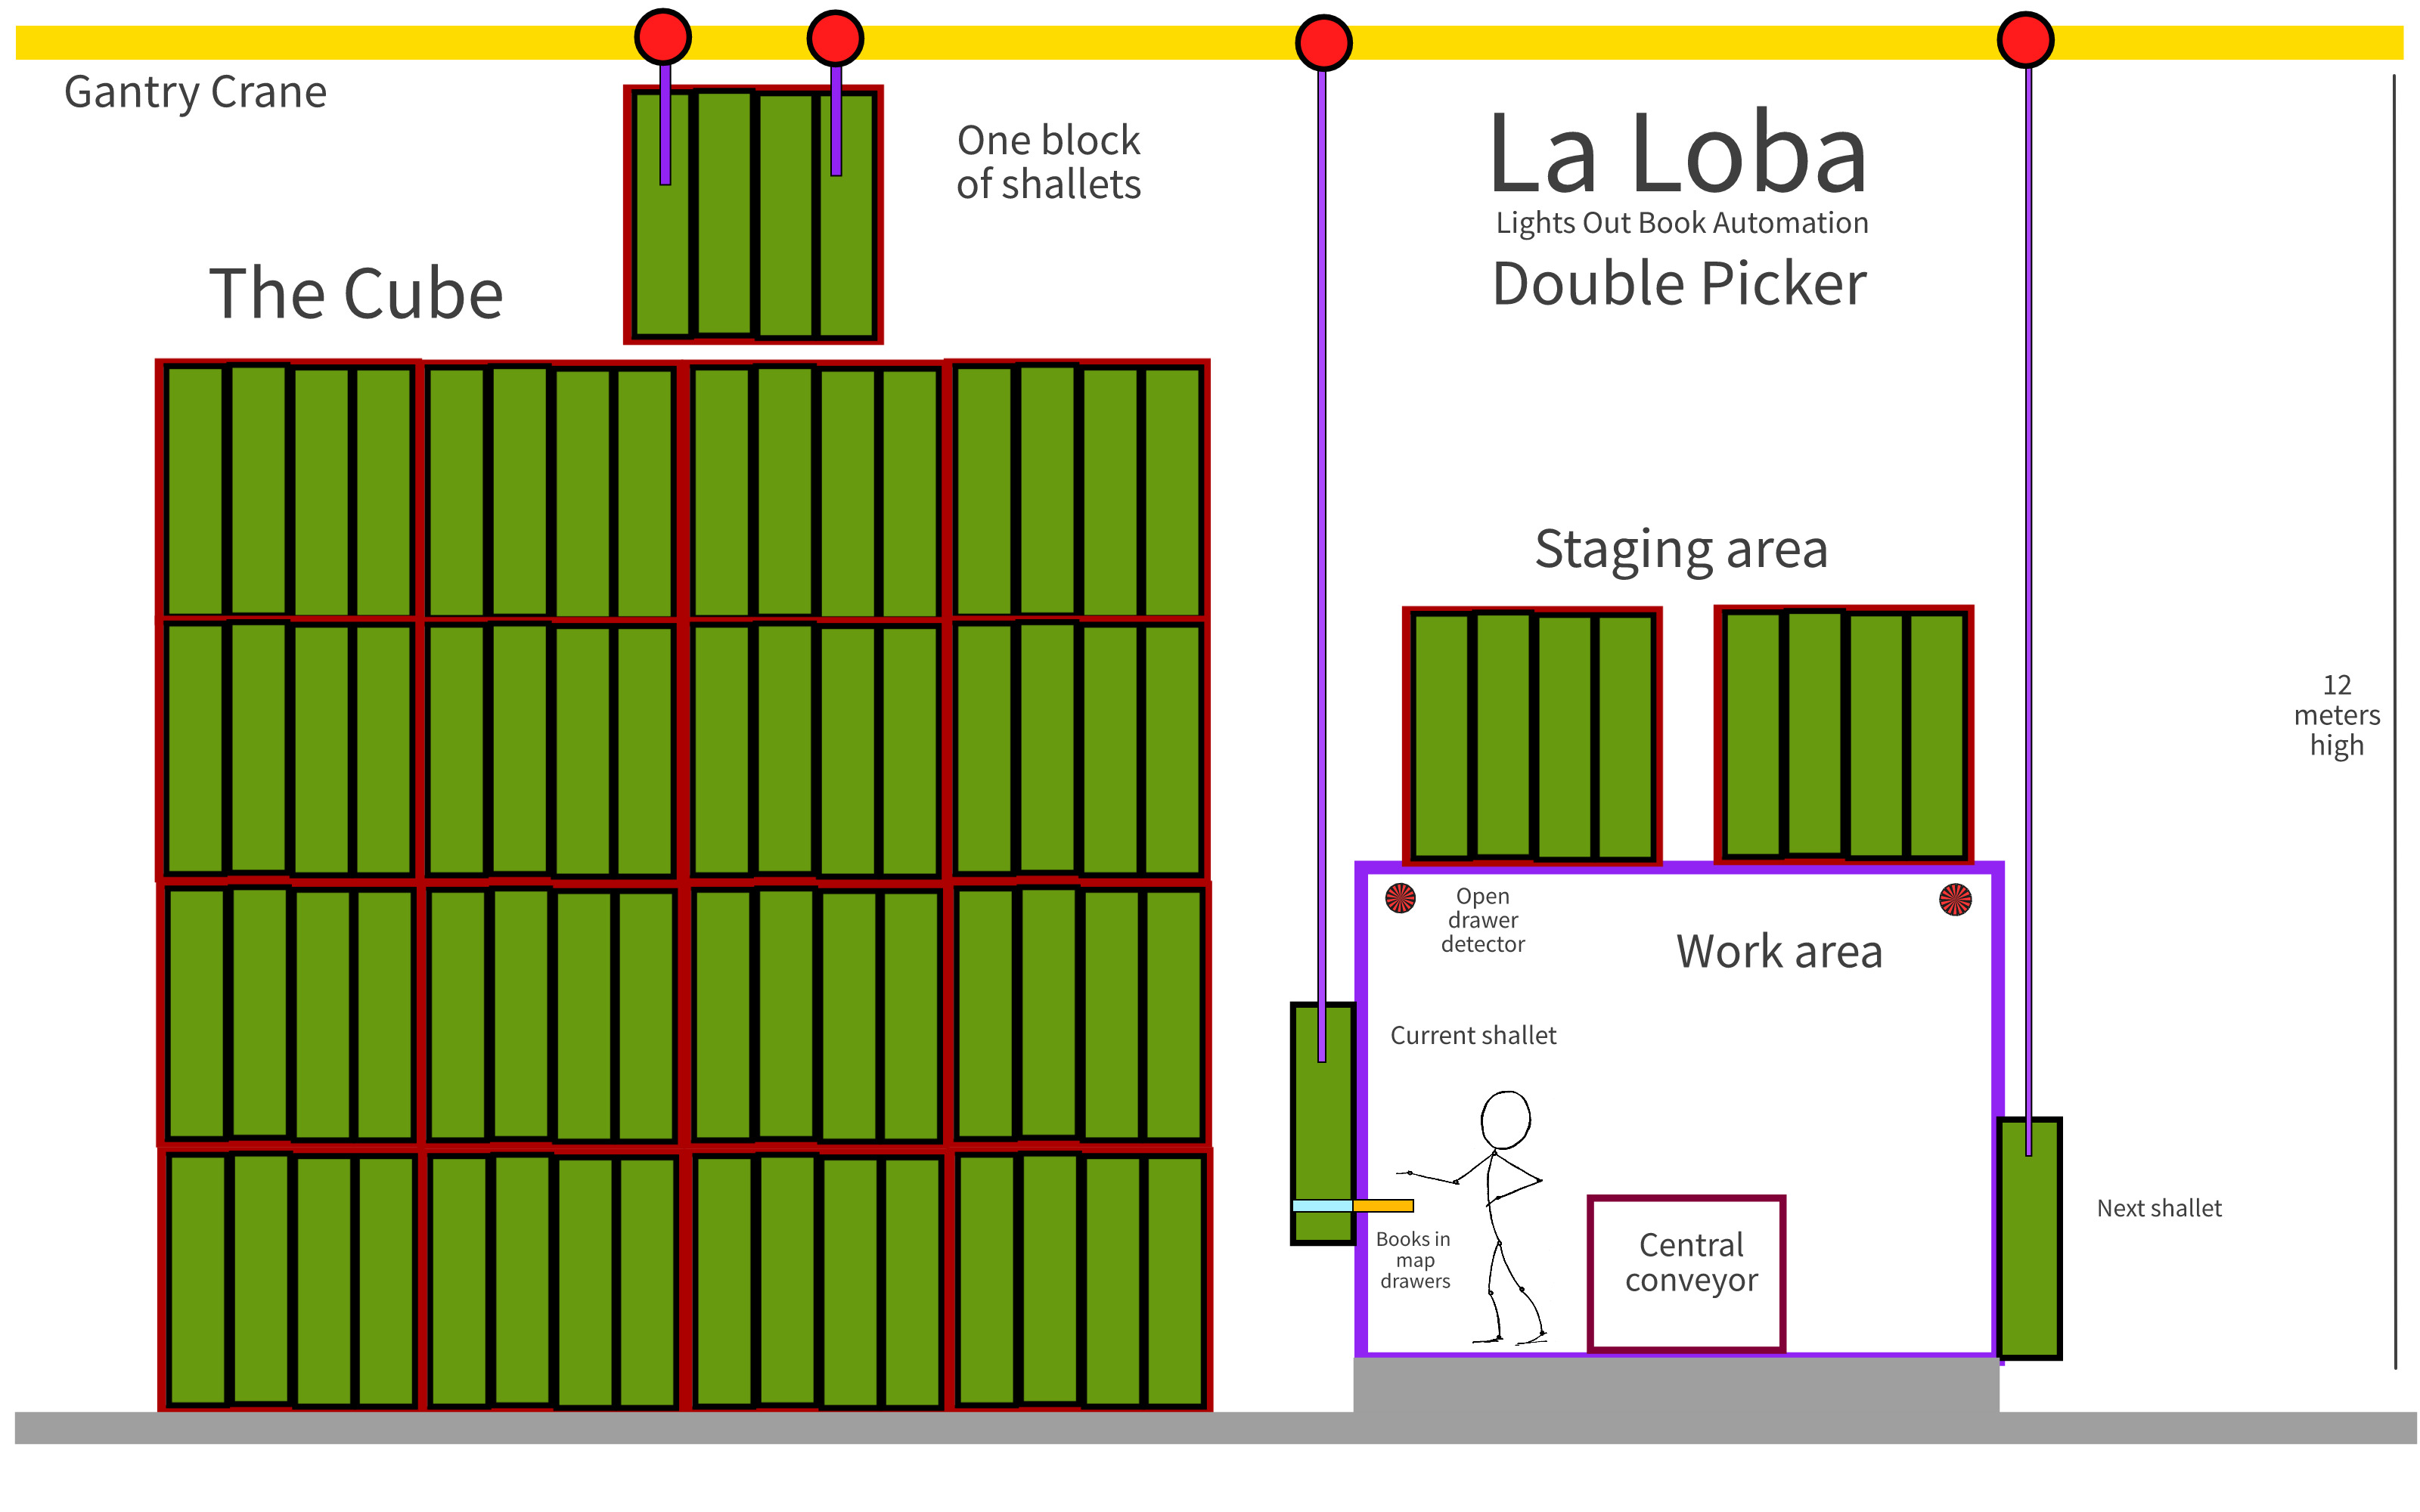 Gantry Crane
One block
of shallets
La Loba
Lights Out Book Automation
Double Picker
The Cube
Staging area
12
meters
high
Open
drawer
detector
Work area
Current shallet
Books in
map
drawers
Central
conveyor
Next shallet